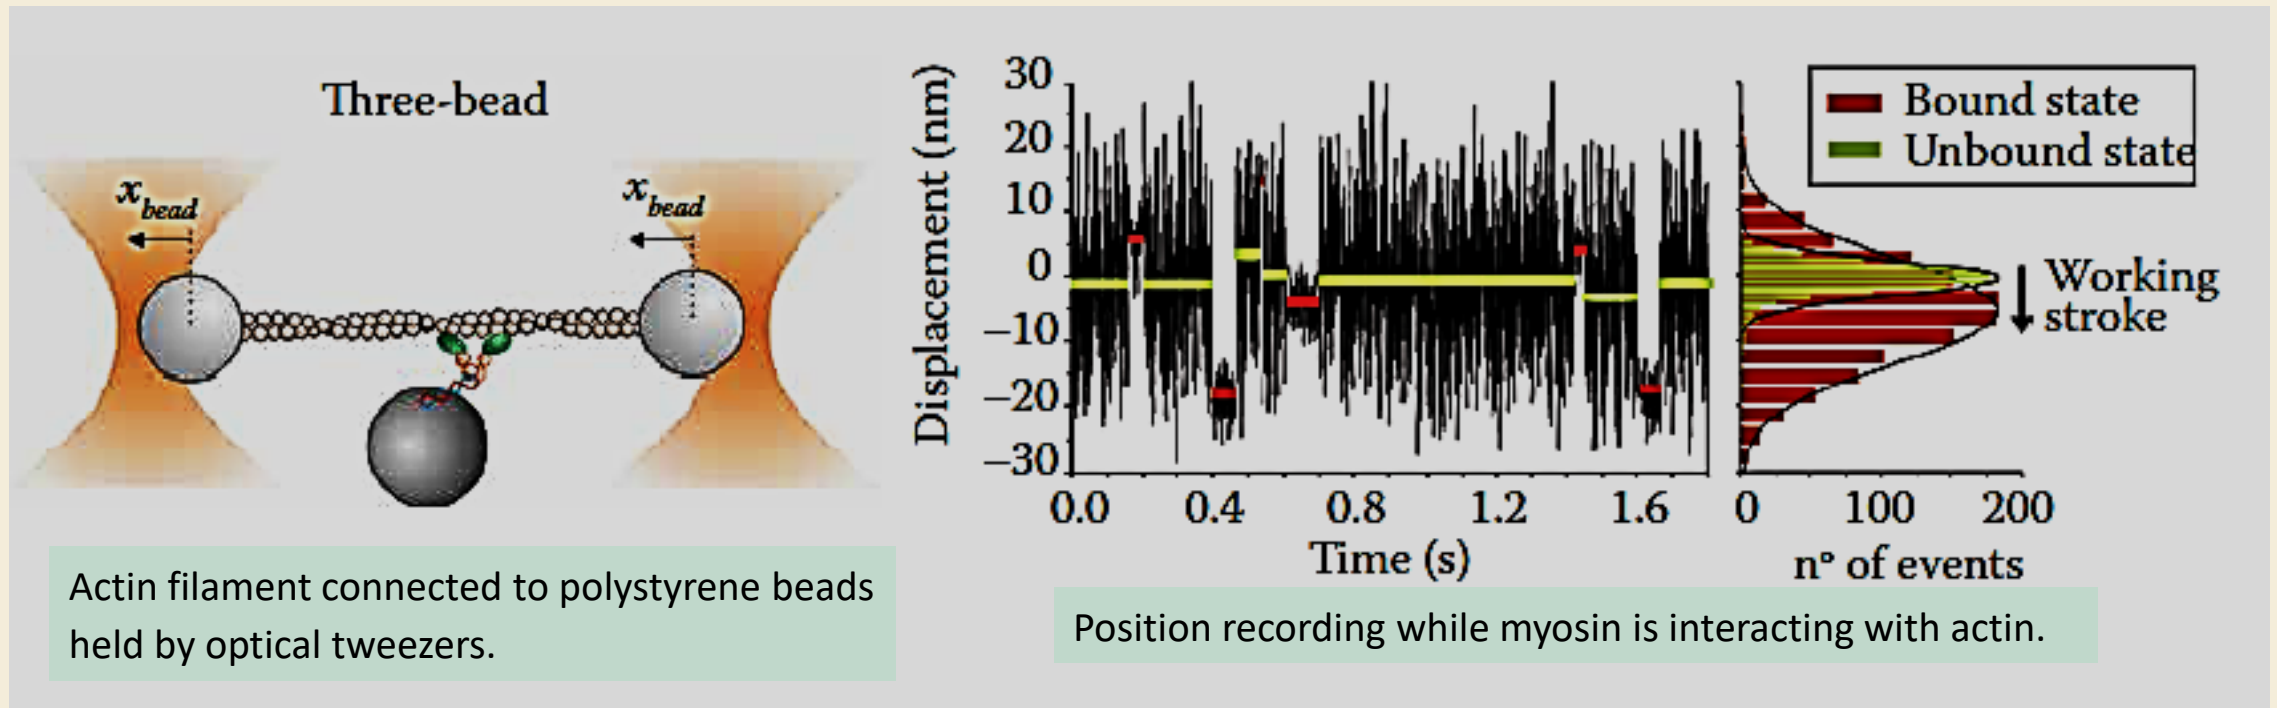 Three-bead
x bead
x bead
Actin filament connected to polystyrene beads
held by optical tweezers.
Displacement (nm)
30
20
10
0
−10
−20
−30
0.0 0.4 0.8 1.2 1.6
Time (s)
Bound state
Unbound state
Working
stroke
0 100 200
n° of events
Position recording while myosin is interacting with actin.